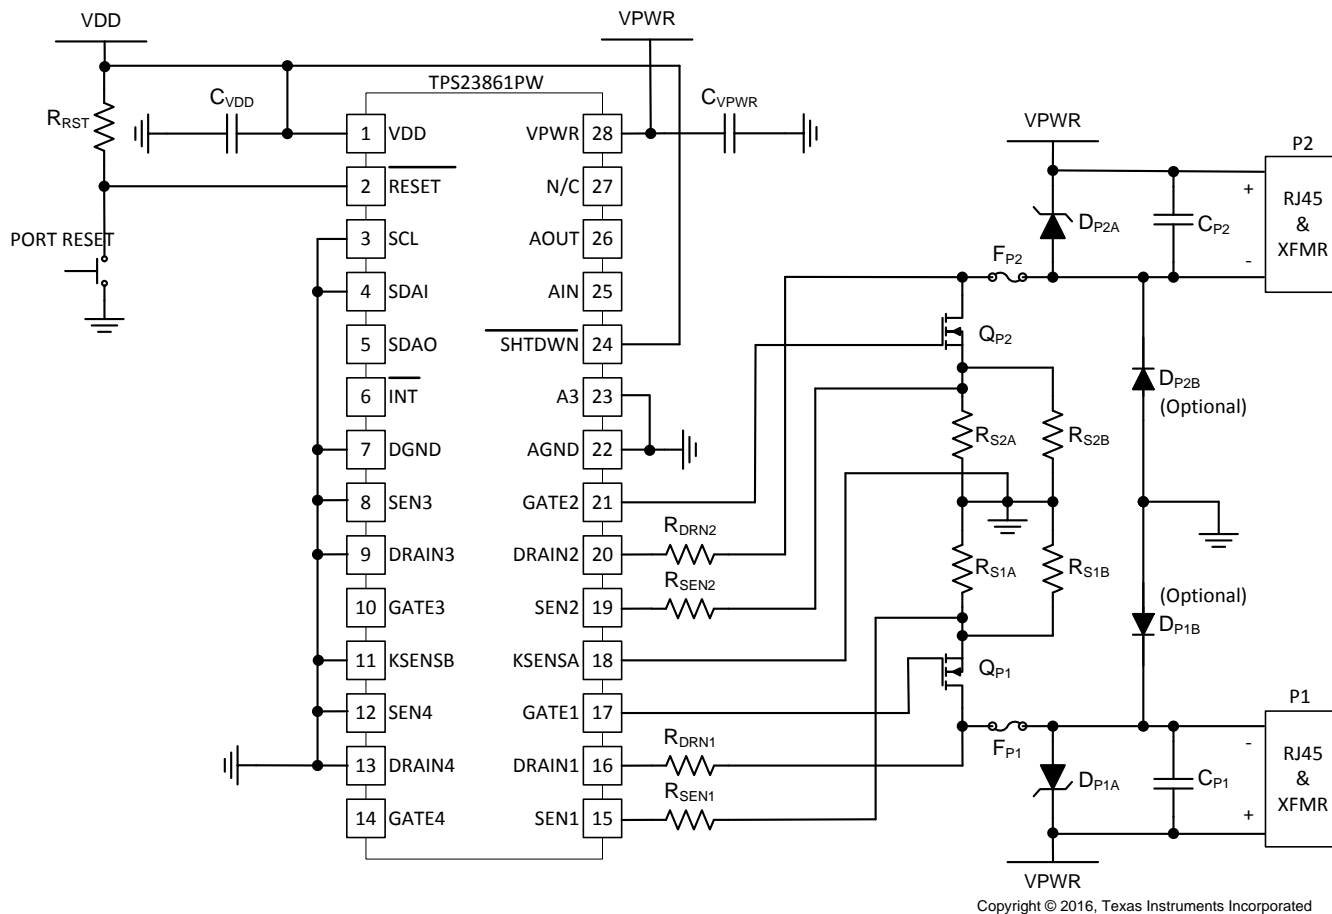 VDD
VPWR
TPS23861PW
CVDD
CVPWR
RRST
1 VDD
VPWR 28
2 RESET
N/C 27
PORT RESET
3 SCL
AOUT 26
4 SDAI
AIN 25
5 SDAO
SHTDWN 24
6 INT
A3 23
7 DGND
AGND 22
8 SEN3
GATE2 21
9 DRAIN3
DRAIN2 20
10 GATE3
SEN2 19
11 KSENSB
KSENSA 18
12 SEN4
GATE1 17
13 DRAIN4
DRAIN1 16
14 GATE4
SEN1 15
RDRN2
RSEN2
RDRN1
RSEN1
VPWR
P2
+
RJ45
&
XFMR
-
DP2A
CP2
FP2
QP2
DP2B
(Optional)
RS2A
RS2B
RS1A
RS1B
(Optional)
DP1B
QP1
FP1
P1
-
RJ45
&
XFMR
+
DP1A
CP1
VPWR
Copyright © 2016, Texas Instruments Incorporated